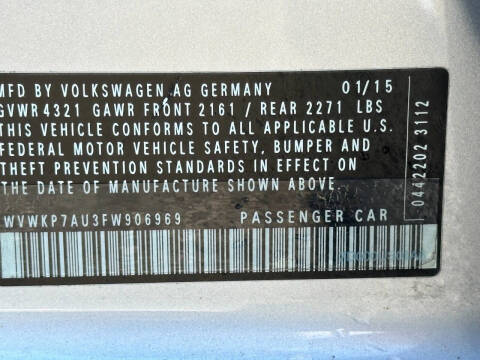 MFD BY VOLKSWAGEN AG GERMANY 01/15
GVWR 4321 GAWR FRONT 2161 / REAR 2271 LBS
THIS VEHICLE CONFORMS TO ALL APPLICABLE U.S.
FEDERAL MOTOR VEHICLE SAFETY, BUMPER AND
THEFT PREVENTION STANDARDS IN EFFECT ON
THE DATE OF MANUFACTURE SHOWN ABOVE.
WVWKP7AU3FW906969 PASSENGER CAR
0442202 3112